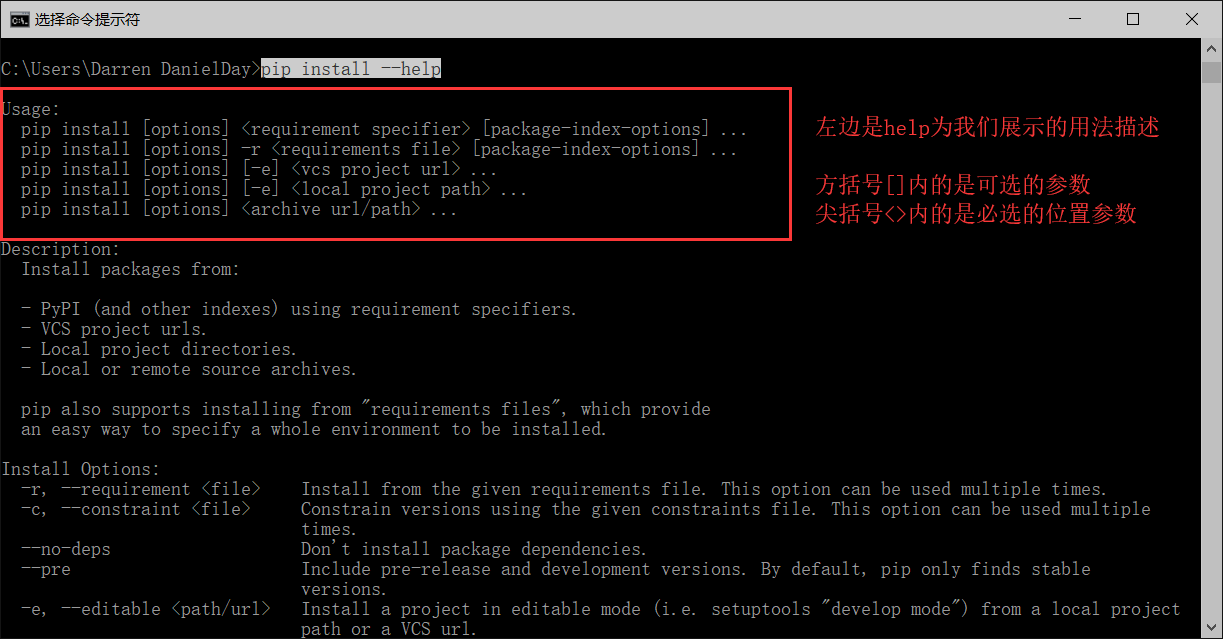 选择命令提示符
C:\Users\Darren DanielDay>pip install --help
Usage:
pip install [options] <requirement specifier> [package-index-options] ...
pip install [options] -r <requirements file> [package-index-options] ...
pip install [options] [-e] <vcs project url> ...
pip install [options] [-e] <local project path> ...
pip install [options] <archive url/path> ...
左边是help为我们展示的用法描述
方括号[]内的是可选的参数
尖括号<>内的是必选的位置参数
Description:
Install packages from:
- PyPI (and other indexes) using requirement specifiers.
- VCS project urls.
- Local project directories.
- Local or remote source archives.
pip also supports installing from "requirements files", which provide
an easy way to specify a whole environment to be installed.
Install Options:
-r, --requirement <file> Install from the given requirements file. This option can be used multiple times.
-c, --constraint <file> Constrain versions using the given constraints file. This option can be used multiple
times.
--no-deps Don't install package dependencies.
--pre Include pre-release and development versions. By default, pip only finds stable
versions.
-e, --editable <path/url> Install a project in editable mode (i.e. setuptools "develop mode") from a local project
path or a VCS url.